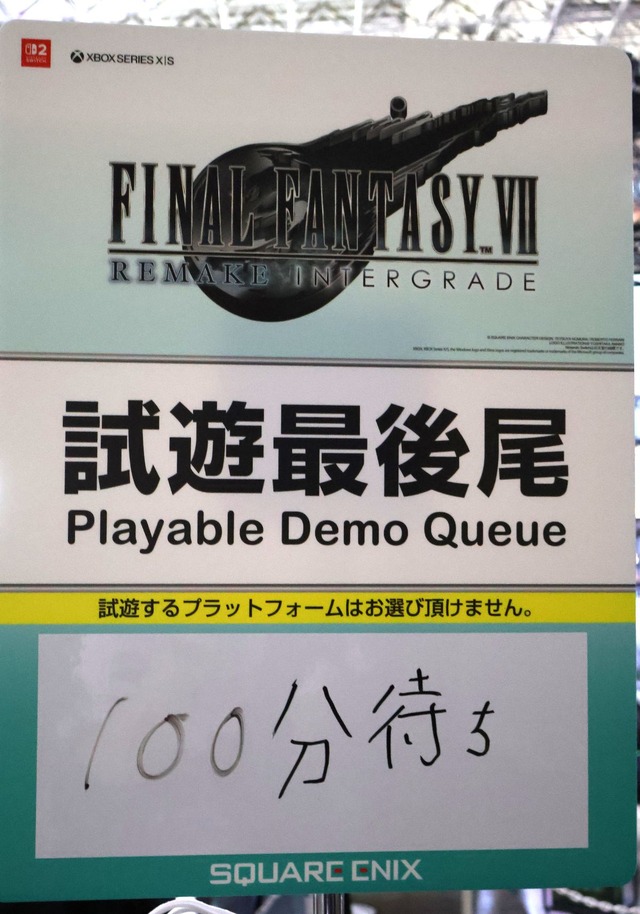 2
XBOX SERIES X|S
FINAL FANTASY VII
REMAKE INTERGRADE
試遊最後尾
Playable Demo Queue
試遊するプラットフォームはお選び頂けません。
100分待ち
SQUARE ENIX